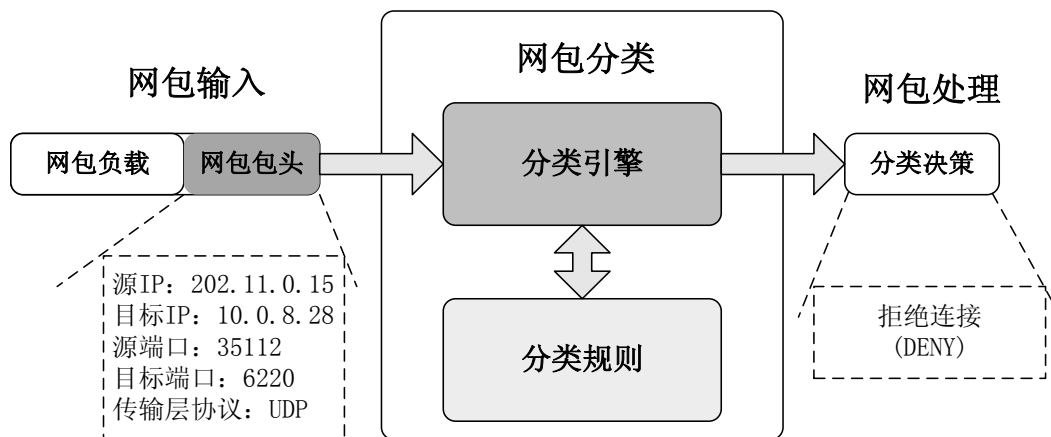 网包输入
网包分类
网包处理
网包负载
网包包头
分类引擎
分类决策
源IP：202.11.0.15
目标IP：10.0.8.28
源端口：35112
目标端口：6220
传输层协议：UDP
分类规则
拒绝连接
(DENY)